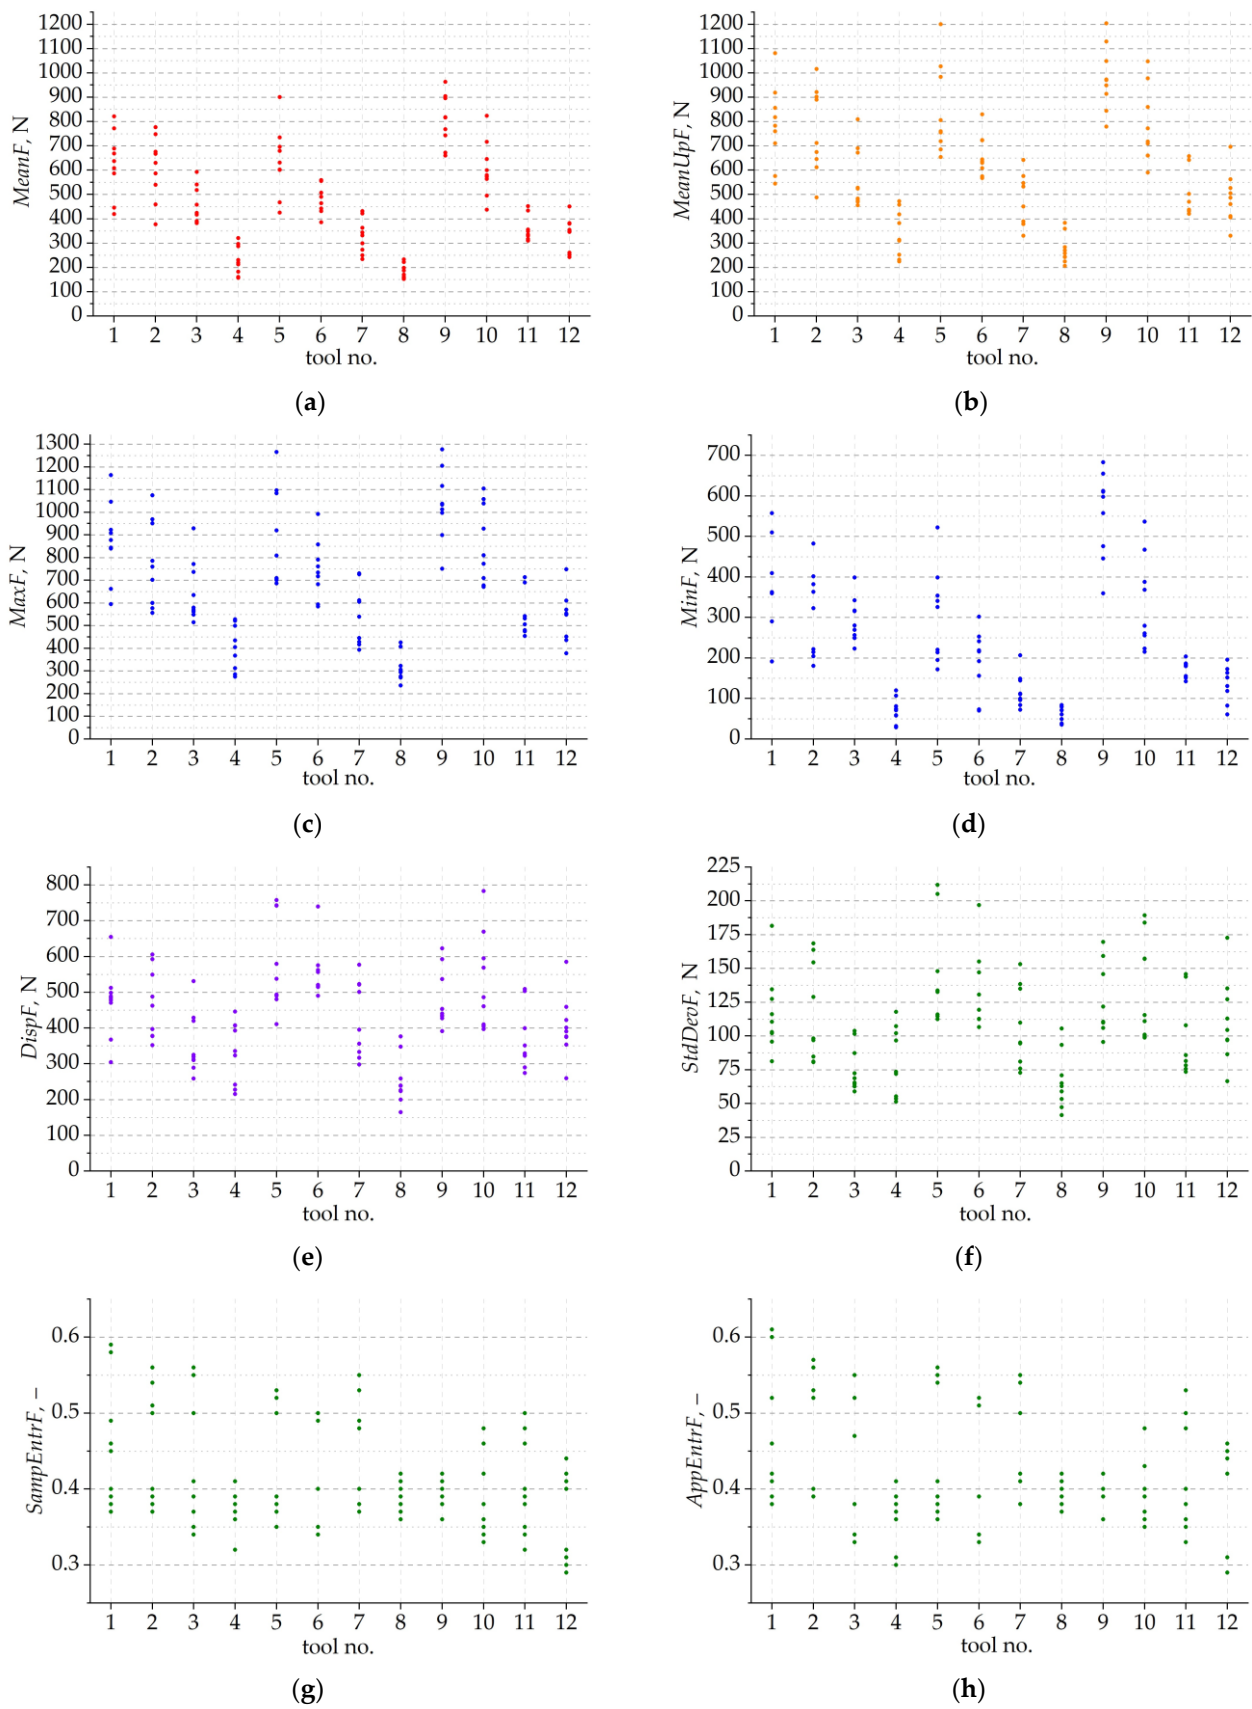 1200
1100
1000
900
800
700
600
500
400
300
200
100
0
MeanF, N
1 2 3 4 5 6 7 8 9 10 11 12
tool no.
(a)
1200
1100
1000
900
800
700
600
500
400
300
200
100
0
MeanUpF, N
1 2 3 4 5 6 7 8 9 10 11 12
tool no.
(b)
1300
1200
1100
1000
900
800
700
600
500
400
300
200
100
0
MaxF, N
1 2 3 4 5 6 7 8 9 10 11 12
tool no.
(c)
700
600
500
400
300
200
100
0
MinF, N
1 2 3 4 5 6 7 8 9 10 11 12
tool no.
(d)
800
700
600
500
400
300
200
100
0
DispF, N
1 2 3 4 5 6 7 8 9 10 11 12
tool no.
(e)
225
200
175
150
125
100
75
50
25
0
StdDevF, N
1 2 3 4 5 6 7 8 9 10 11 12
tool no.
(f)
0.6
0.5
0.4
0.3
SampEntrF, –
1 2 3 4 5 6 7 8 9 10 11 12
tool no.
(g)
0.6
0.5
0.4
0.3
AppEntrF, –
1 2 3 4 5 6 7 8 9 10 11 12
tool no.
(h)